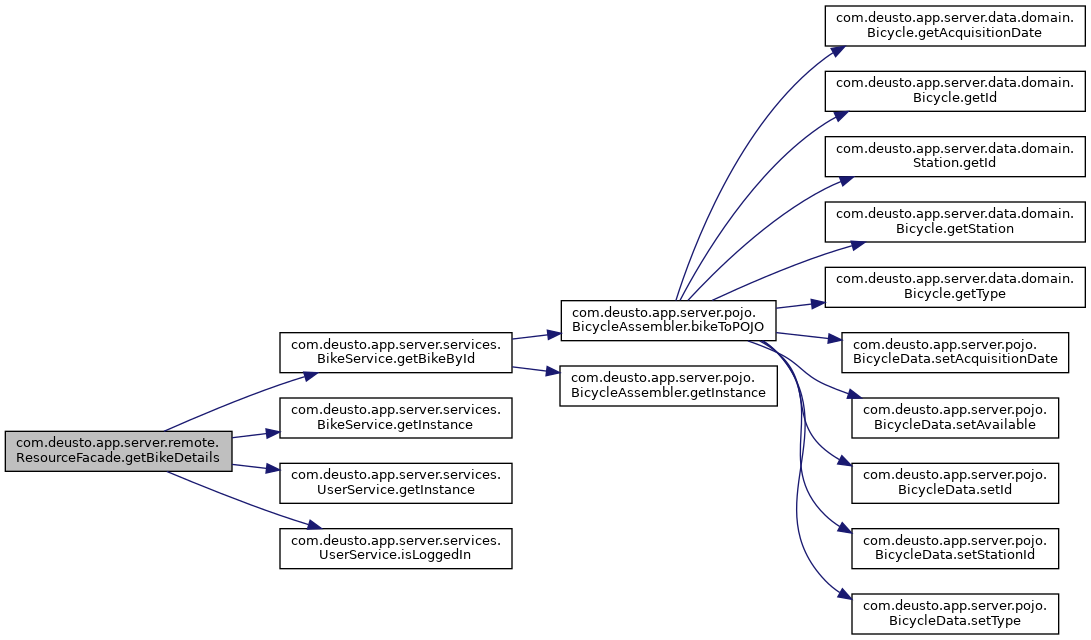 com.deusto.app.server.remote.
ResourceFacade.getBikeDetails
com.deusto.app.server.services.
BikeService.getBikeById
com.deusto.app.server.services.
BikeService.getInstance
com.deusto.app.server.services.
UserService.getInstance
com.deusto.app.server.services.
UserService.isLoggedIn
com.deusto.app.server.pojo.
BicycleAssembler.bikeToPOJO
com.deusto.app.server.pojo.
BicycleAssembler.getInstance
com.deusto.app.server.data.domain.
Bicycle.getAcquisitionDate
com.deusto.app.server.data.domain.
Bicycle.getId
com.deusto.app.server.data.domain.
Station.getId
com.deusto.app.server.data.domain.
Bicycle.getStation
com.deusto.app.server.data.domain.
Bicycle.getType
com.deusto.app.server.pojo.
BicycleData.setAcquisitionDate
com.deusto.app.server.pojo.
BicycleData.setAvailable
com.deusto.app.server.pojo.
BicycleData.setId
com.deusto.app.server.pojo.
BicycleData.setStationId
com.deusto.app.server.pojo.
BicycleData.setType